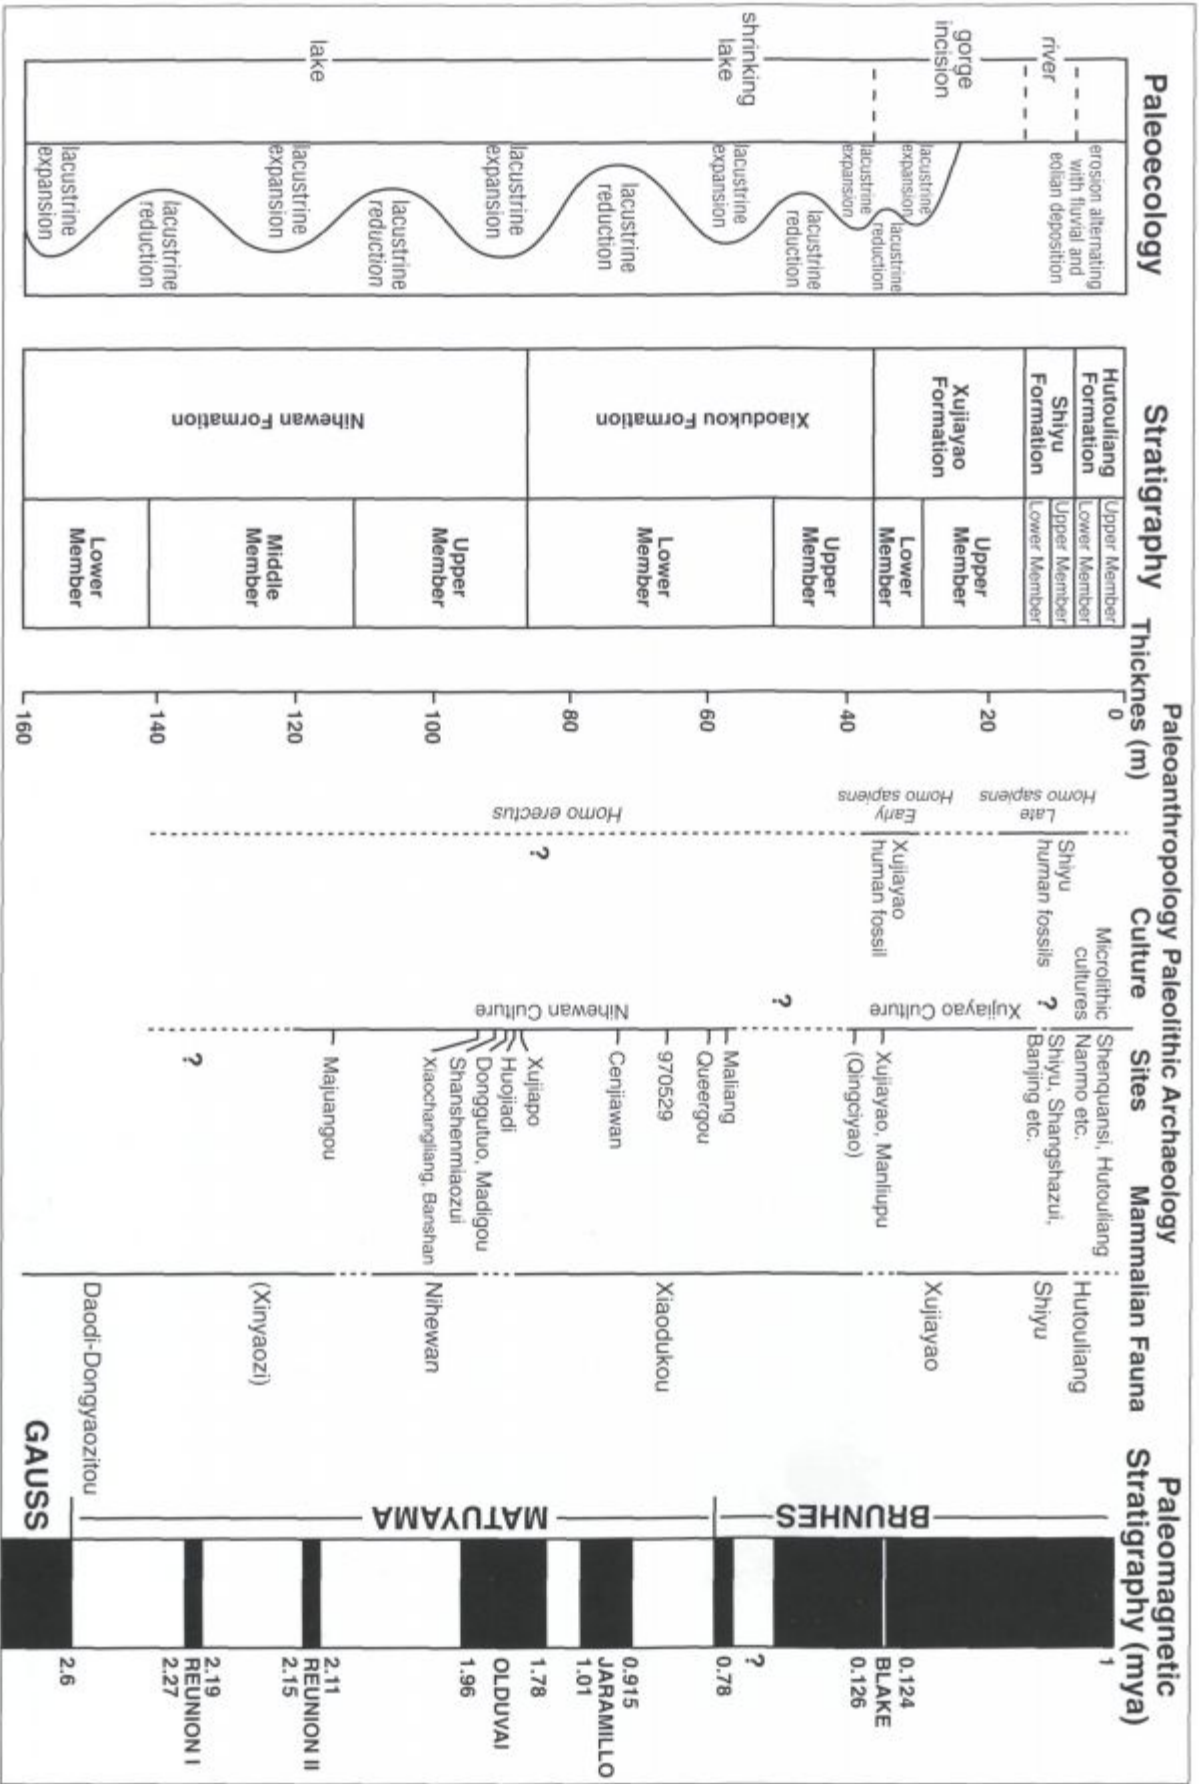 Paleoecology
Stratigraphy
Thicknes (m)
Paleoanthropology Paleolithic Archaeology
Culture
Sites
Mammalian Fauna
Paleomagnetic
Stratigraphy (mya)
river
gorge
incision
shrinking
lake
lake
erosion alternating
with fluvial and
eolian deposition
lacustrine
expansion
lacustrine
reduction
lacustrine
expansion
lacustrine
reduction
lacustrine
expansion
lacustrine
reduction
lacustrine
expansion
lacustrine
reduction
lacustrine
expansion
lacustrine
reduction
lacustrine
expansion
Hutouliang
Formation
Shiyu
Formation
Xujiayao
Formation
Xiaodukou Formation
Nihewan Formation
Upper Member
Lower Member
Upper Member
Lower Member
Upper
Member
Lower
Member
Upper
Member
Lower
Member
Upper
Member
Middle
Member
Lower
Member
0
20
40
60
80
100
120
140
160
Late
Homo sapiens
Early
Homo sapiens
Homo erectus
Shiyu
human fossils
Xujiayao
human fossil
?
Microlithic
cultures
?
Xujiayao Culture
?
Nihewan Culture
?
Shenquansi, Hutouliang
Nanmo etc.
Shiyu, Shangshazui,
Banjing etc.
Xujiayao, Manliupu
(Qingciyao)
Maliang
Queergou
970529
Cenjiawan
Xujiapo
Huojiadi
Donggutuo, Madigou
Shanshenmiaozui
Xiaochangliang, Banshan
Majuangou
Hutouliang
Shiyu
Xujiayao
Xiaodukou
Nihewan
(Xinyaozi)
Daodi-Dongyaozitou
BRUNHES
MATUYAMA
GAUSS
1
0.124
BLAKE
0.126
?
0.78
0.915
JARAMILLO
1.01
1.78
OLDUVAI
1.96
2.11
REUNION II
2.15
2.19
REUNION I
2.27
2.6